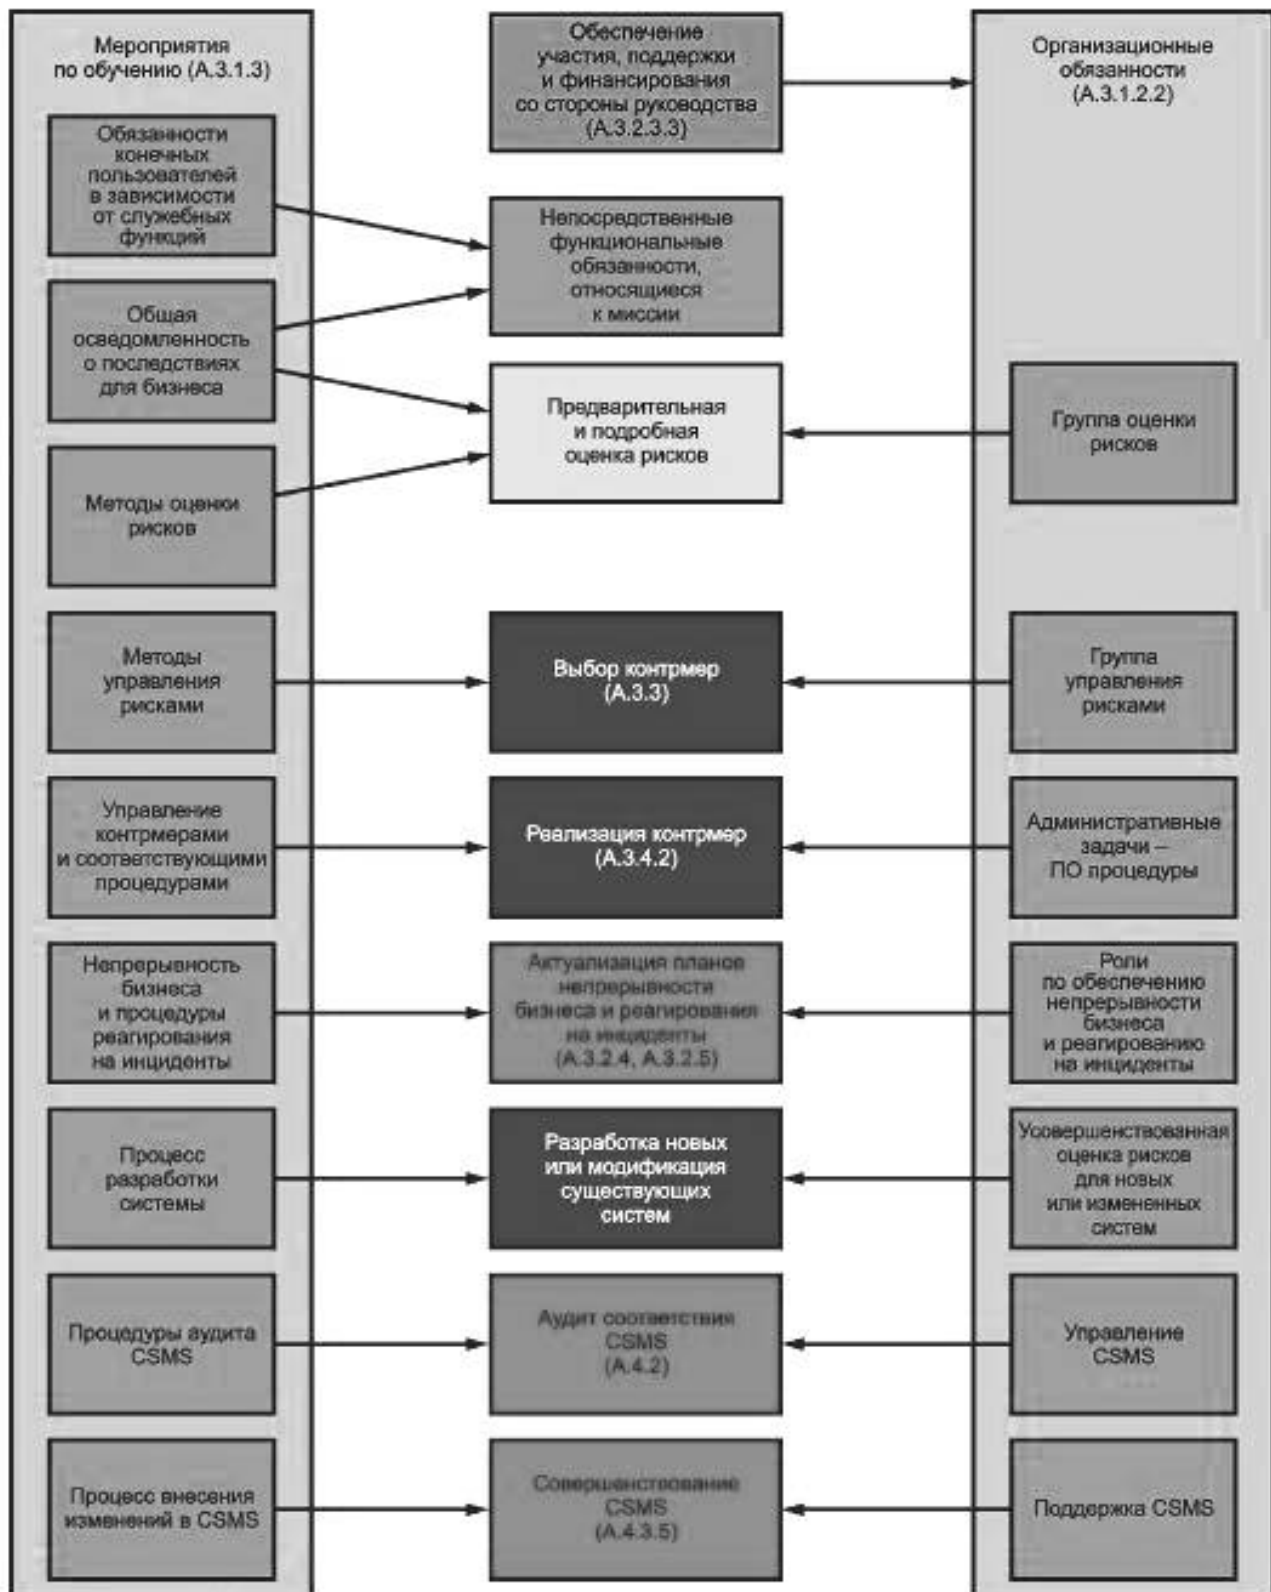 Мероприятия
по обучению (А.3.1.3)
Обязанности
конечных
пользователей
в зависимости
от служебных
функций
Общая
осведомленность
о последствиях
для бизнеса
Методы оценки
рисков
Методы
управления
рисками
Управление
контрмерами
и соответствующими
процедурами
Непрерывность
бизнеса
и процедуры
реагирования
на инциденты
Процесс
разработки
системы
Процедуры аудита
CSMS
Процесс внесения
изменений в CSMS
Обеспечение
участия, поддержки
и финансирования
со стороны руководства
(А.3.2.3.3)
Непосредственные
функциональные
обязанности,
относящиеся
к миссии
Предварительная
и подробная
оценка рисков
Выбор контрмер
(А.3.3)
Реализация контрмер
(А.3.4.2)
Актуализация планов
непрерывности
бизнеса и реагирования
на инциденты
(А.3.2.4, А.3.2.5)
Разработка новых
или модификация
существующих
систем
Аудит соответствия
CSMS
(А.4.2)
Совершенствование
CSMS
(А.4.3.5)
Организационные
обязанности
(А.3.1.2.2)
Группа оценки
рисков
Группа
управления
рисками
Административные
задачи –
ПО процедуры
Роли
по обеспечению
непрерывности
бизнеса
и реагированию
на инциденты
Усовершенствованная
оценка рисков
для новых
или измененных
систем
Управление
CSMS
Поддержка CSMS